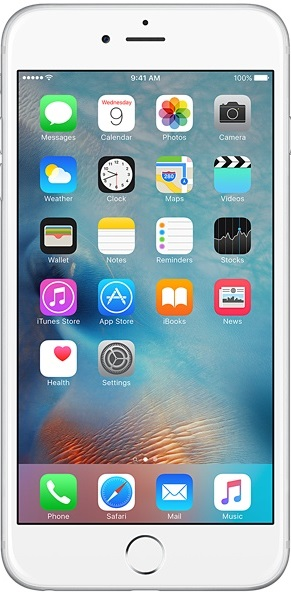 9:41 AM 100%
Wednesday
9
280
Messages Calendar Photos Camera
Weather Clock Maps Videos
Wallet Notes Reminders Stocks
iTunes Store App Store iBooks News
Health Settings
Phone Safari Mail Music